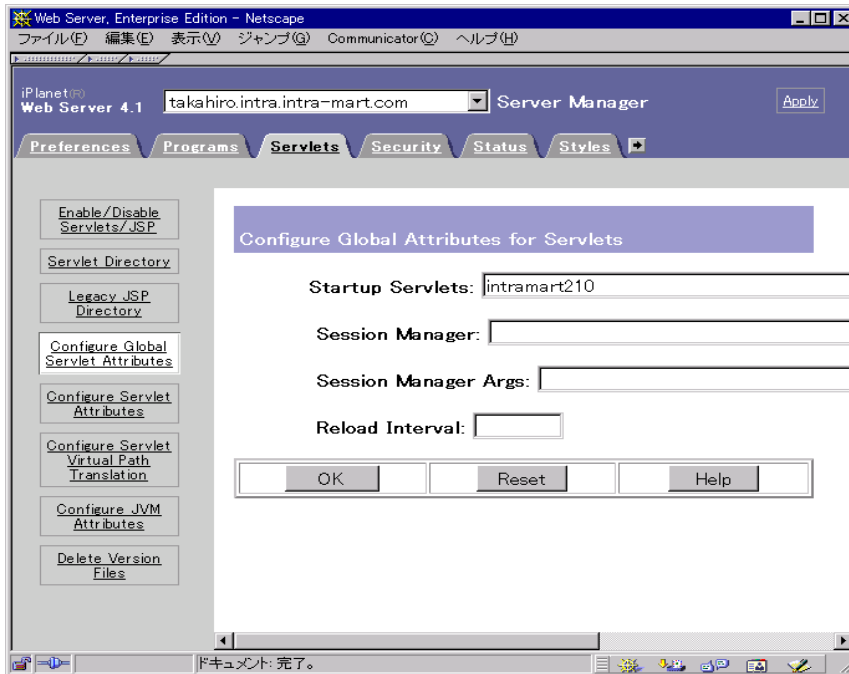 Web Server, Enterprise Edition - Netscape
ファイル(F) 編集(E) 表示(V) ジャンプ(G) Communicator(C) ヘルプ(H)
iPlanet(R)
Web Server 4.1
takahiro.intra.intra-mart.com
Server Manager
Apply
Preferences
Programs
Servlets
Security
Status
Styles
Enable/Disable
Servlets/JSP
Servlet Directory
Legacy JSP
Directory
Configure Global
Servlet Attributes
Configure Servlet
Attributes
Configure Servlet
Virtual Path
Translation
Configure JVM
Attributes
Delete Version
Files
Configure Global Attributes for Servlets
Startup Servlets: intramart210
Session Manager:
Session Manager Args:
Reload Interval:
OK
Reset
Help
ドキュメント: 完了。